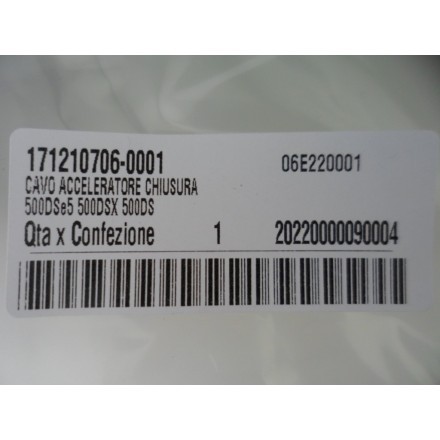 171210706-0001 06E220001
CAVO ACCELERATORE CHIUSURA
500DSe5 500DSX 500DS
Qta x Confezione 1 20220000090004